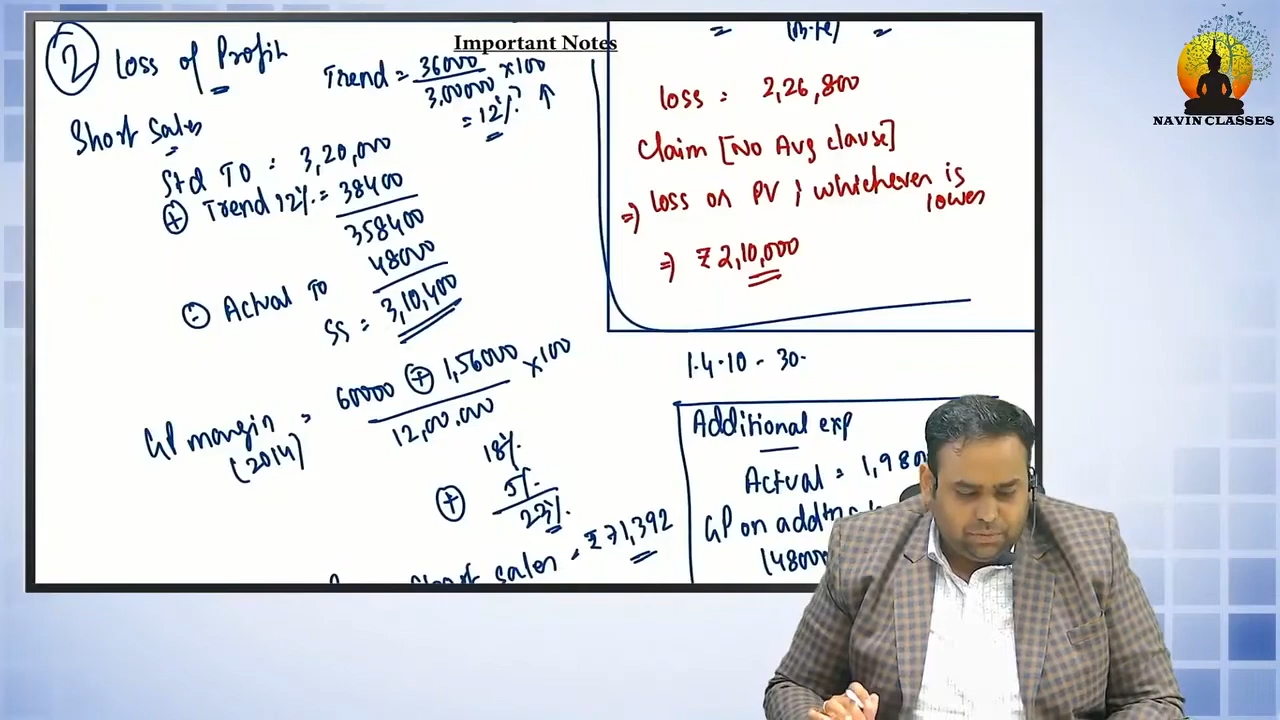 Important Notes
NAVIN CLASSES
② Loss of Profit
Trend = 36000 / 3,00000 ×100
= 12% ↑
Short Sales
Std TO = 3,20,000
⊕ Trend 12% = 38400
358400
⊖ Actual TO 48000
SS = 3,10,400
GP margin (2014) = 60000 ⊕ 1,56000 / 12,00,000 ×100
18%
⊕ 5%
23%
Short sales = ₹71,392
Loss = 2,26,800
Claim [No Avg clause]
⇒ Loss or PV ; whichever is lower
⇒ ₹2,10,000
1.4.10 - 30.
Additional exp
Actual = 1,980
GP on addtn
(48000